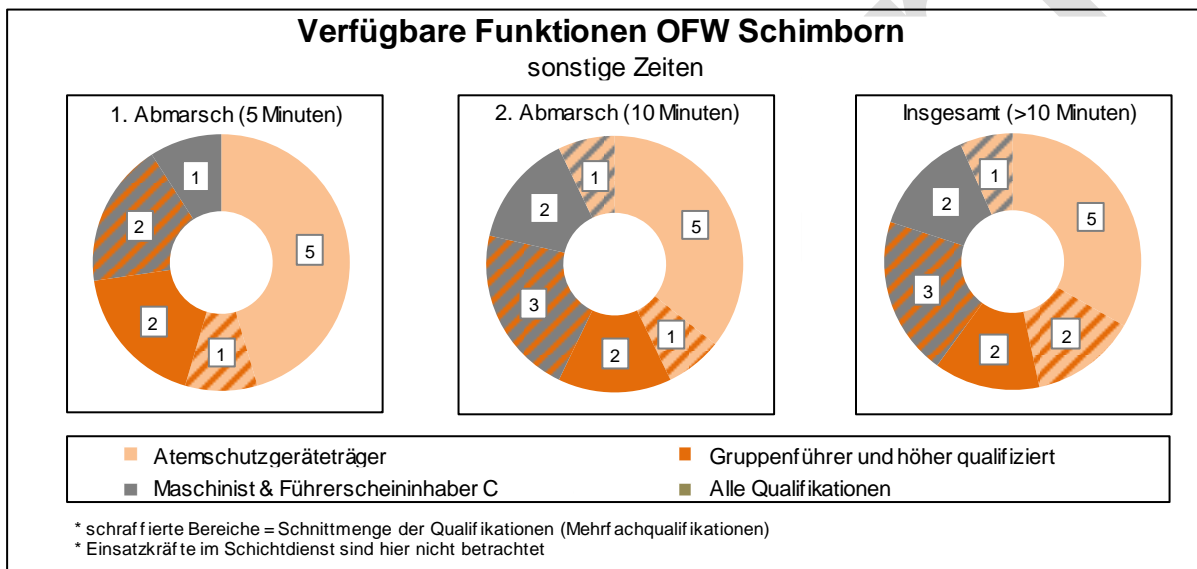 Verfügbare Funktionen OFW Schimborn
sonstige Zeiten
1. Abmarsch (5 Minuten)
1
2
5
2
1
2. Abmarsch (10 Minuten)
1
2
5
3
1
2
Insgesamt (>10 Minuten)
1
2
5
3
2
2
Atemschutzgeräteträger
Gruppenführer und höher qualifiziert
Maschinist & Führerscheininhaber C
Alle Qualifikationen
* schraffierte Bereiche = Schnittmenge der Qualifikationen (Mehrfachqualifikationen)
* Einsatzkräfte im Schichtdienst sind hier nicht betrachtet